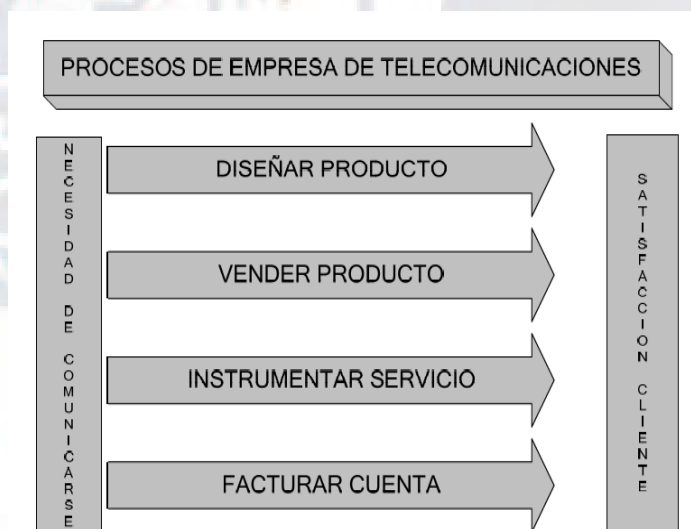 PROCESOS DE EMPRESA DE TELECOMUNICACIONES
NECESIDAD DE COMUNICARSE
DISEÑAR PRODUCTO
VENDER PRODUCTO
INSTRUMENTAR SERVICIO
FACTURAR CUENTA
SATISFACCION CLIENTE